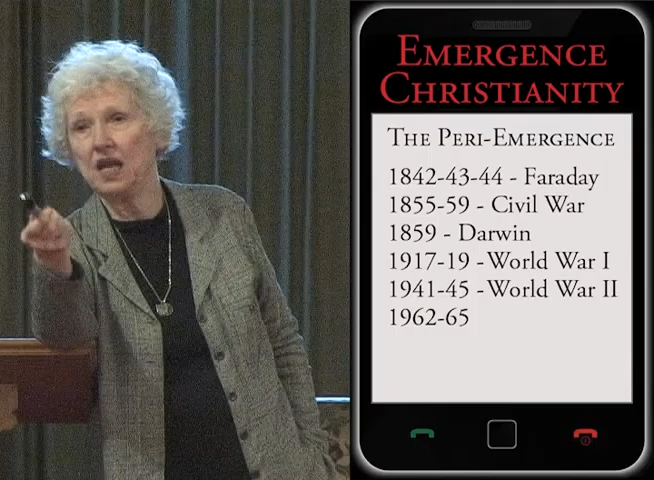 Emergence
Christianity
The Peri-Emergence
1842-43-44 - Faraday
1855-59 - Civil War
1859 - Darwin
1917-19 -World War I
1941-45 -World War II
1962-65